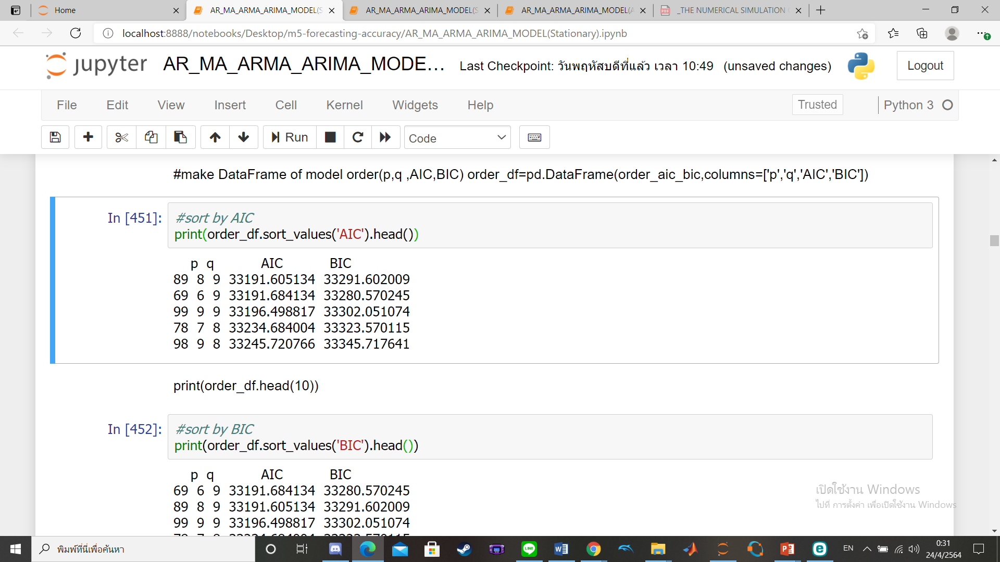 Home
AR_MA_ARMA_ARIMA_MODEL(S
AR_MA_ARMA_ARIMA_MODEL(S
AR_MA_ARMA_ARIMA_MODEL(A
_THE NUMERICAL SIMULATION
localhost:8888/notebooks/Desktop/m5-forecasting-accuracy/AR_MA_ARMA_ARIMA_MODEL(Stationary).ipynb
jupyter AR_MA_ARMA_ARIMA_MODE… Last Checkpoint: วันพฤหัสบดีที่แล้ว เวลา 10:49 (unsaved changes) Logout
File Edit View Insert Cell Kernel Widgets Help Trusted Python 3
Run Code
#make DataFrame of model order(p,q ,AIC,BIC) order_df=pd.DataFrame(order_aic_bic,columns=['p','q','AIC','BIC'])
In [451]: #sort by AIC
print(order_df.sort_values('AIC').head())
p q AIC BIC
89 8 9 33191.605134 33291.602009
69 6 9 33191.684134 33280.570245
99 9 9 33196.498817 33302.051074
78 7 8 33234.684004 33323.570115
98 9 8 33245.720766 33345.717641
print(order_df.head(10))
In [452]: #sort by BIC
print(order_df.sort_values('BIC').head())
p q AIC BIC
69 6 9 33191.684134 33280.570245
89 8 9 33191.605134 33291.602009
99 9 9 33196.498817 33302.051074
78 7 8 33234.684004 33323.570115
เปิดใช้งาน Windows
ไปที่ การตั้งค่า เพื่อเปิดใช้งาน Windows
พิมพ์ที่นี่เพื่อค้นหา
EN
0:31
24/4/2564